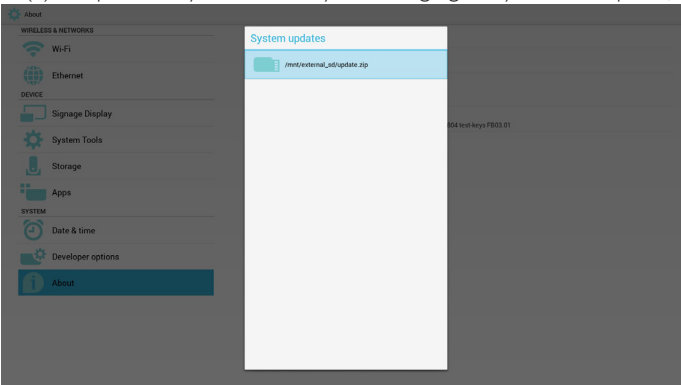 About
WIRELESS & NETWORKS
Wi-Fi
Ethernet
DEVICE
Signage Display
System Tools
Storage
Apps
SYSTEM
Date & time
Developer options
About
System updates
/mnt/external_sd/update.zip
804 test-keys FB03.01